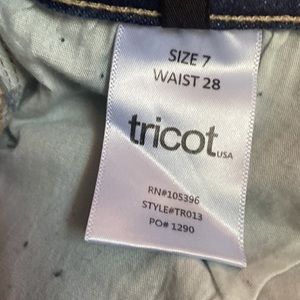 SIZE 7
WAIST 28
tricot USA
RN#105396
STYLE#TR013
PO# 1290